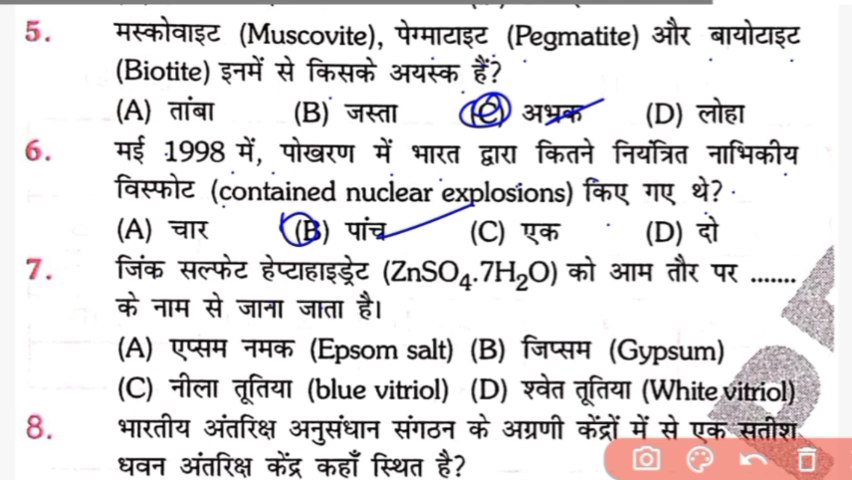 5. मस्कोवाइट (Muscovite), पेग्माटाइट (Pegmatite) और बायोटाइट
(Biotite) इनमें से किसके अयस्क हैं?
(A) तांबा (B) जस्ता (C) अभ्रक (D) लोहा
6. मई 1998 में, पोखरण में भारत द्वारा कितने नियंत्रित नाभिकीय
विस्फोट (contained nuclear explosions) किए गए थे?
(A) चार (B) पांच (C) एक (D) दो
7. जिंक सल्फेट हेप्टाहाइड्रेट (ZnSO₄.7H₂O) को आम तौर पर .......
के नाम से जाना जाता है।
(A) एप्सम नमक (Epsom salt) (B) जिप्सम (Gypsum)
(C) नीला तूतिया (blue vitriol) (D) श्वेत तूतिया (White vitriol)
8. भारतीय अंतरिक्ष अनुसंधान संगठन के अग्रणी केंद्रों में से एक सतीश
धवन अंतरिक्ष केंद्र कहाँ स्थित है?